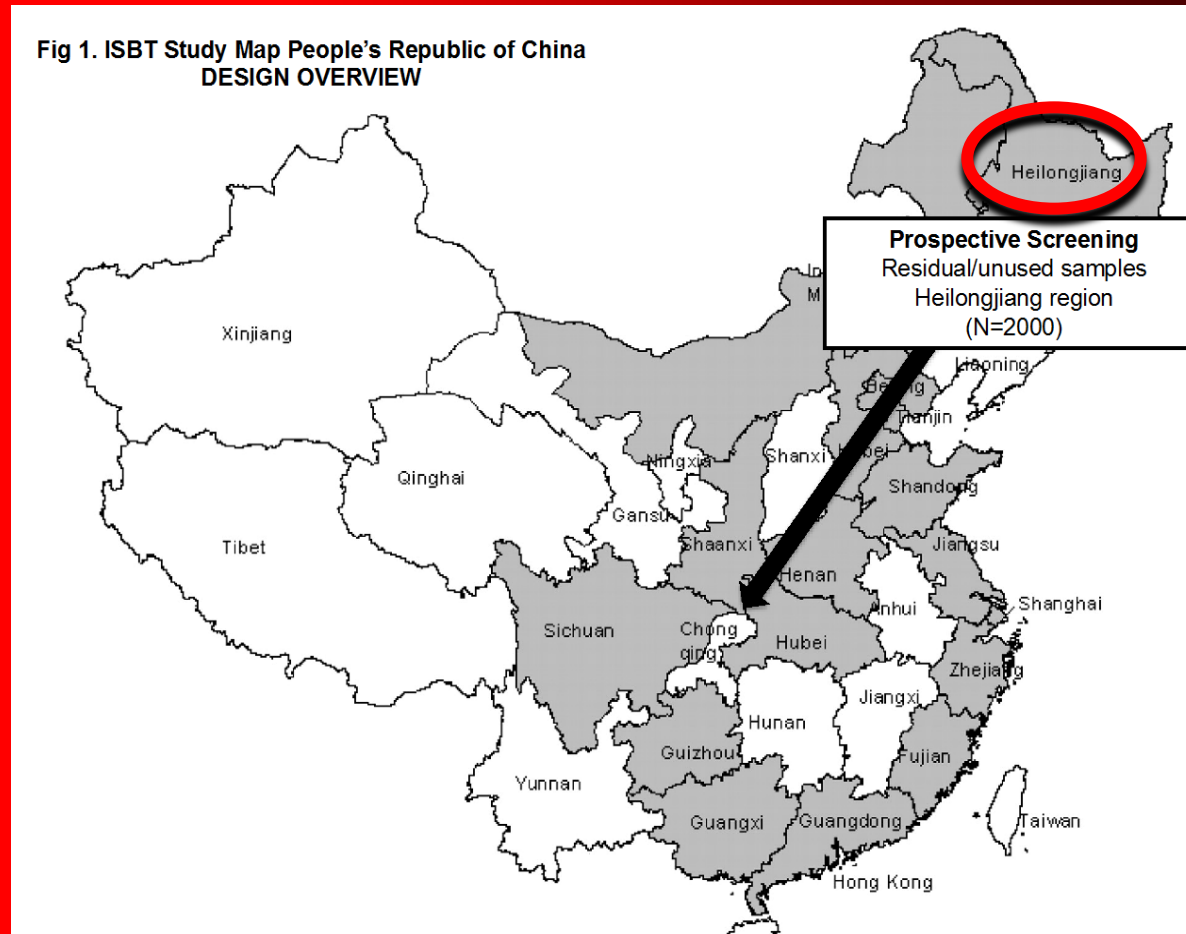 Fig 1. ISBT Study Map People's Republic of China
DESIGN OVERVIEW
Heilongjiang
Prospective Screening
Residual/unused samples
Heilongjiang region
(N=2000)
In
M
Xinjiang
Liaoning
Beijing
Tianjin
Ningxia
Shanxi
Hebei
Qinghai
Shandong
Gansu
Tibet
Shaanxi
Jiangsu
Henan
Anhui
Shanghai
Sichuan
Chong
qing
Hubei
Zhejiang
Jiangxi
Hunan
Guizhou
Fujian
Yunnan
Guangxi
Guangdong
Taiwan
Hong Kong